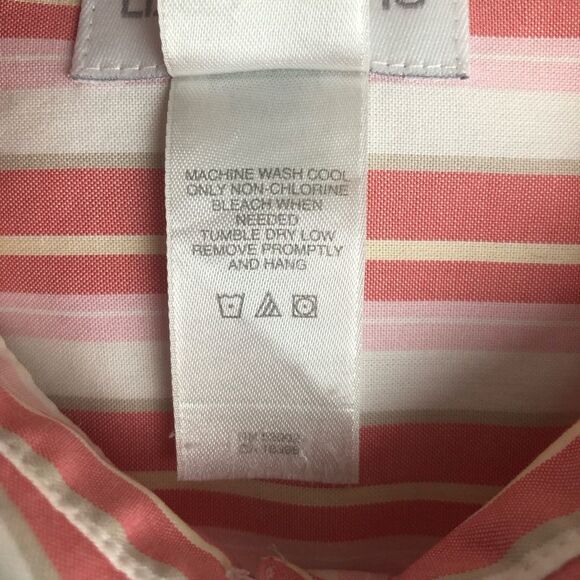 MACHINE WASH COOL
ONLY NON-CHLORINE
BLEACH WHEN
NEEDED
TUMBLE DRY LOW
REMOVE PROMPTLY
AND HANG